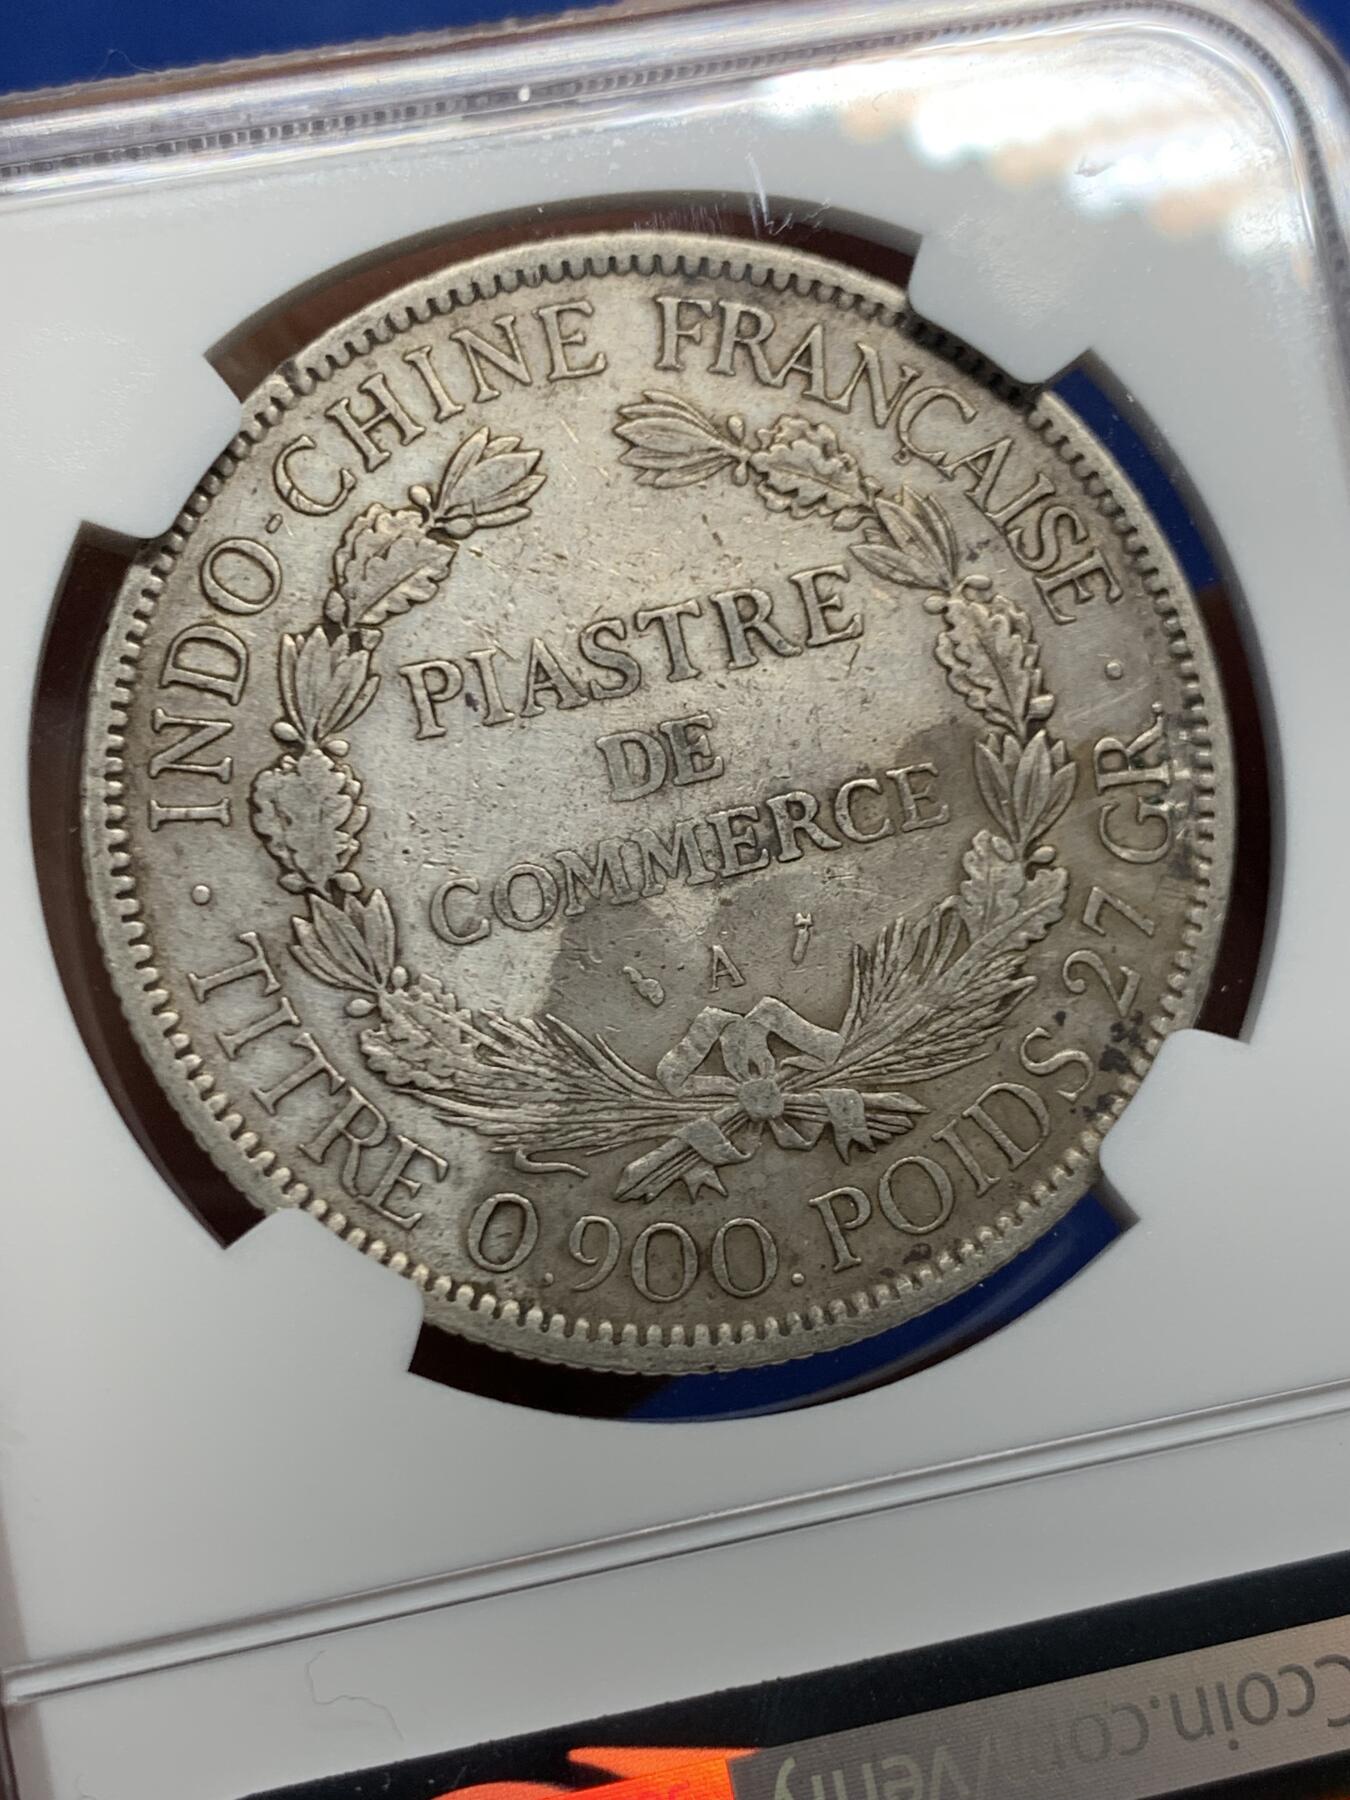 INDO-CHINE FRANÇAISE
PIASTRE
DE
COMMERCE
A
· TITRE 0.900. POIDS 27 GR. ·
coin.com/verify